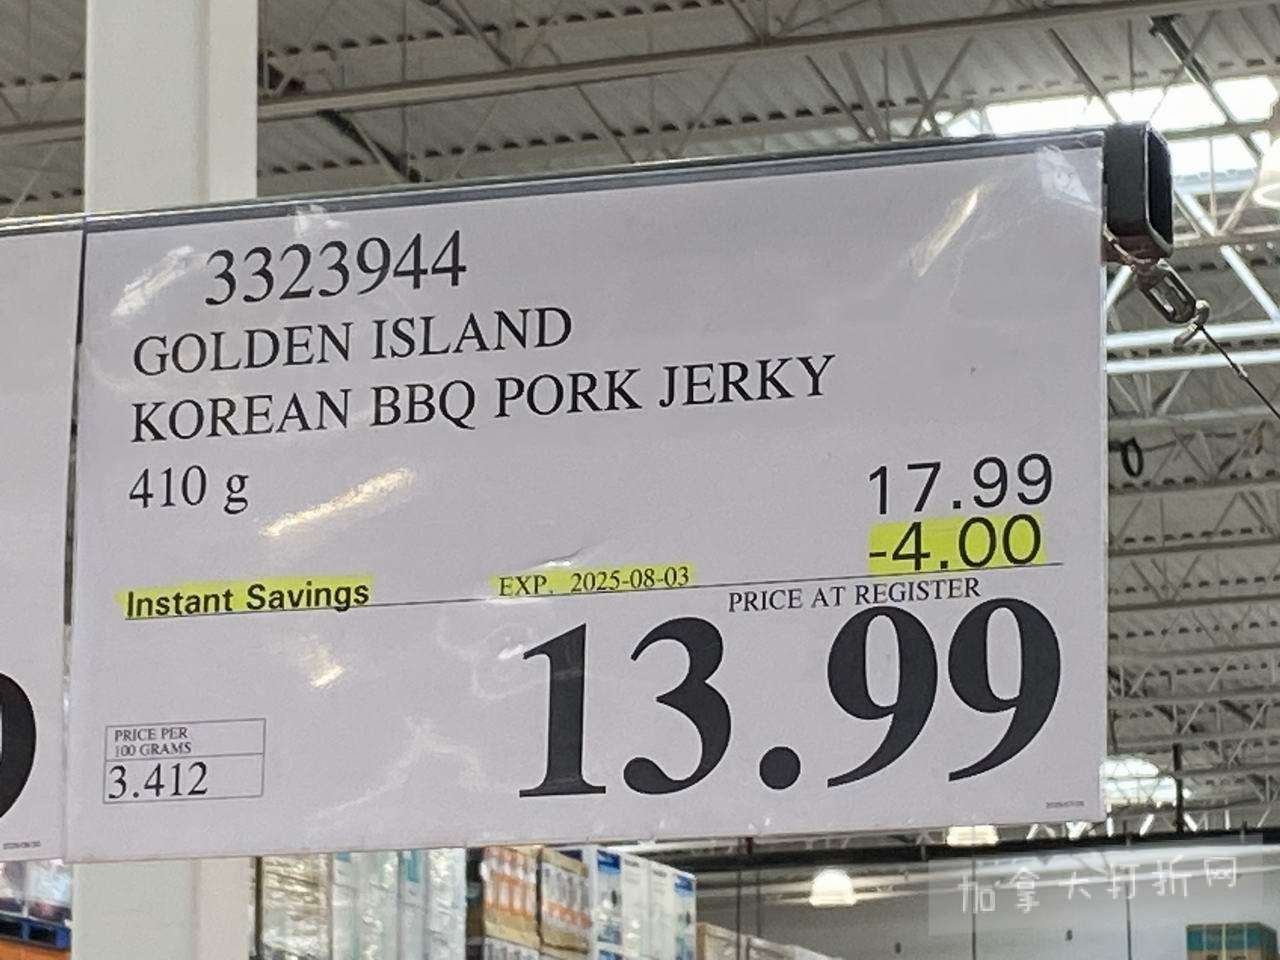 3323944
GOLDEN ISLAND
KOREAN BBQ PORK JERKY
410 g
17.99
-4.00
Instant Savings
EXP. 2025-08-03
PRICE AT REGISTER
13.99
PRICE PER
100 GRAMS
3.412
加拿大打折网